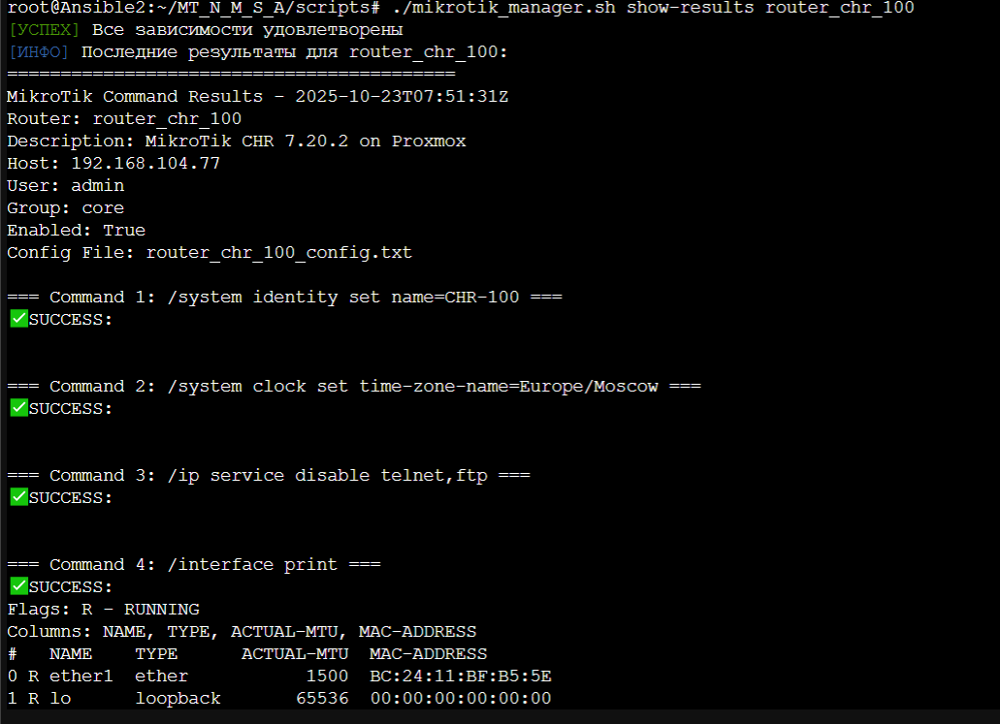 root@Ansible2:~/MT_N_M_S_A/scripts# ./mikrotik_manager.sh show-results router_chr_100
[УСПЕХ] Все зависимости удовлетворены
[ИНФО] Последние результаты для router_chr_100:
==========================================
MikroTik Command Results - 2025-10-23T07:51:31Z
Router: router_chr_100
Description: MikroTik CHR 7.20.2 on Proxmox
Host: 192.168.104.77
User: admin
Group: core
Enabled: True
Config File: router_chr_100_config.txt
=== Command 1: /system identity set name=CHR-100 ===
✅SUCCESS:
=== Command 2: /system clock set time-zone-name=Europe/Moscow ===
✅SUCCESS:
=== Command 3: /ip service disable telnet,ftp ===
✅SUCCESS:
=== Command 4: /interface print ===
✅SUCCESS:
Flags: R - RUNNING
Columns: NAME, TYPE, ACTUAL-MTU, MAC-ADDRESS
#   NAME    TYPE      ACTUAL-MTU  MAC-ADDRESS
0 R ether1  ether           1500  BC:24:11:BF:B5:5E
1 R lo      loopback       65536  00:00:00:00:00:00